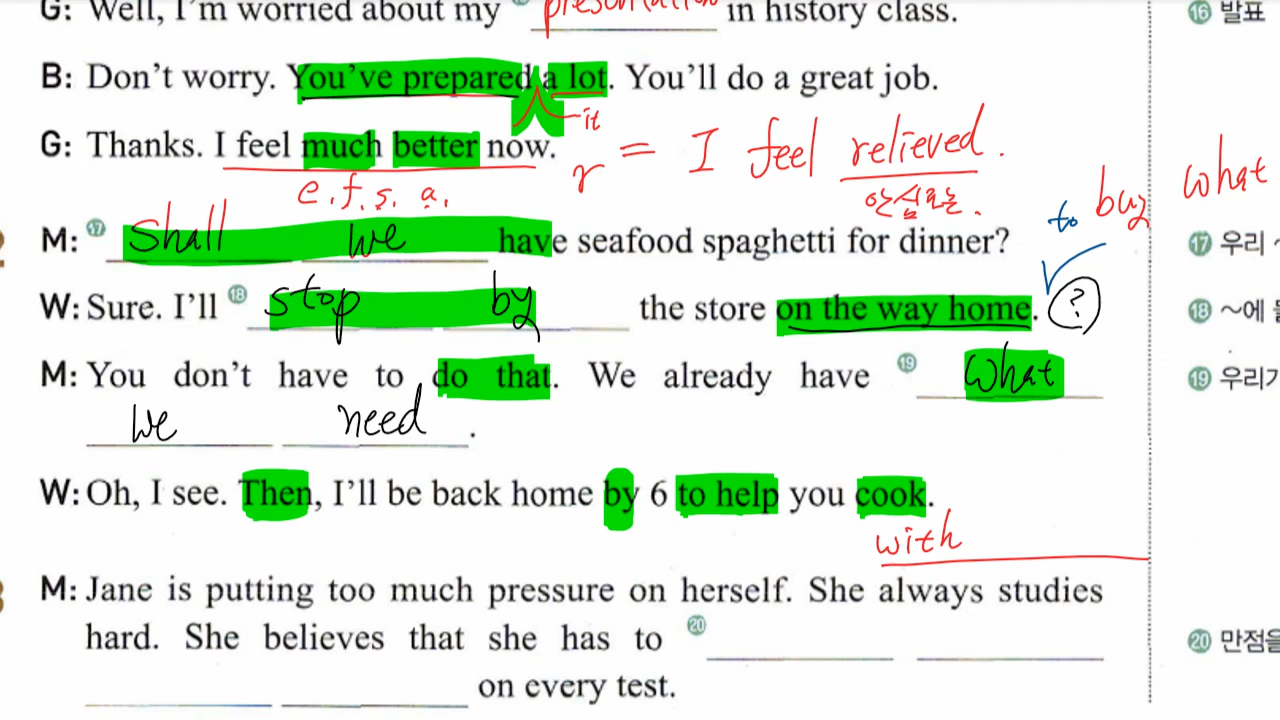 G: Well, I'm worried about my presentation in history class.
⑯ 발표
B: Don't worry. You've prepared a lot. You'll do a great job.
it
G: Thanks. I feel much better now.
r = I feel relieved.
e.f.s. a.
안심되는.
to buy what
M: ⑰ Shall we have seafood spaghetti for dinner?
⑰ 우리 ~
W: Sure. I'll ⑱ stop by the store on the way home. ?
⑱ ~에
M: You don't have to do that. We already have ⑲ what
⑲ 우리가
we need.
W: Oh, I see. Then, I'll be back home by 6 to help you cook.
with
M: Jane is putting too much pressure on herself. She always studies
hard. She believes that she has to ⑳
⑳ 만점을
on every test.